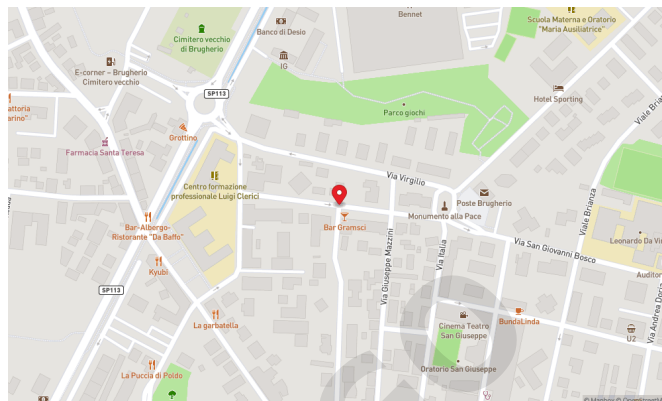 Bennet
Scuola Materna e Oratorio
"Maria Ausiliatrice"
Banco di Desio
Cimitero vecchio
di Brugherio
IG
E-corner – Brugherio
Cimitero vecchio
SP113
Hotel Sporting
Parco giochi
Viale Bria
attoria
arino"
Grottino
Farmacia Santa Teresa
Via Virgilio
Centro formazione
professionale Luigi Clerici
Poste Brugherio
Viale Brianza
Monumento alla Pace
Bar-Albergo-
Ristorante "Da Baffo"
Bar Gramsci
Via San Giovanni Bosco
Leonardo Da Vi
Kyubi
Via Giuseppe Mazzini
Via Italia
Auditor
SP113
La garbatella
Cinema Teatro
San Giuseppe
BundaLinda
Via Andrea Doria
U2
Oratorio San Giuseppe
La Puccia di Poldo
© Mapbox © OpenStreetM